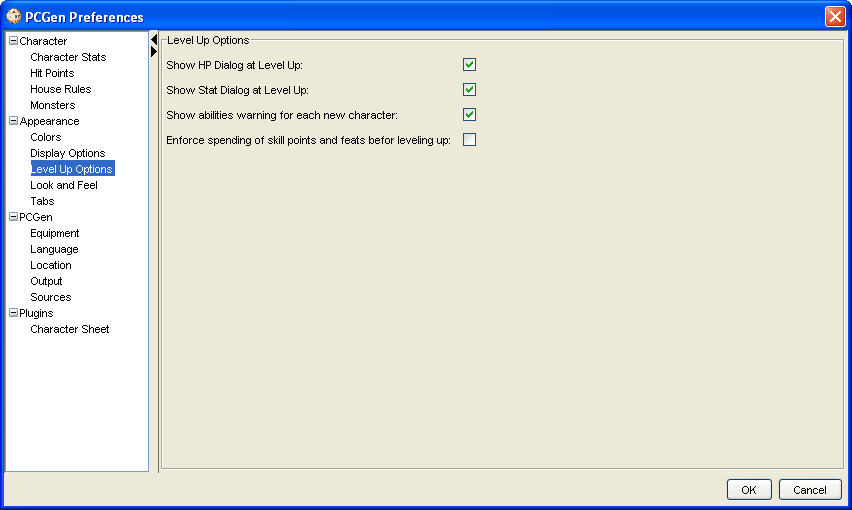 PCGen Preferences
Character
Character Stats
Hit Points
House Rules
Monsters
Appearance
Colors
Display Options
Level Up Options
Look and Feel
Tabs
PCGen
Equipment
Language
Location
Output
Sources
Plugins
Character Sheet
Level Up Options
Show HP Dialog at Level Up:
Show Stat Dialog at Level Up:
Show abilities warning for each new character:
Enforce spending of skill points and feats befor leveling up:
OK
Cancel